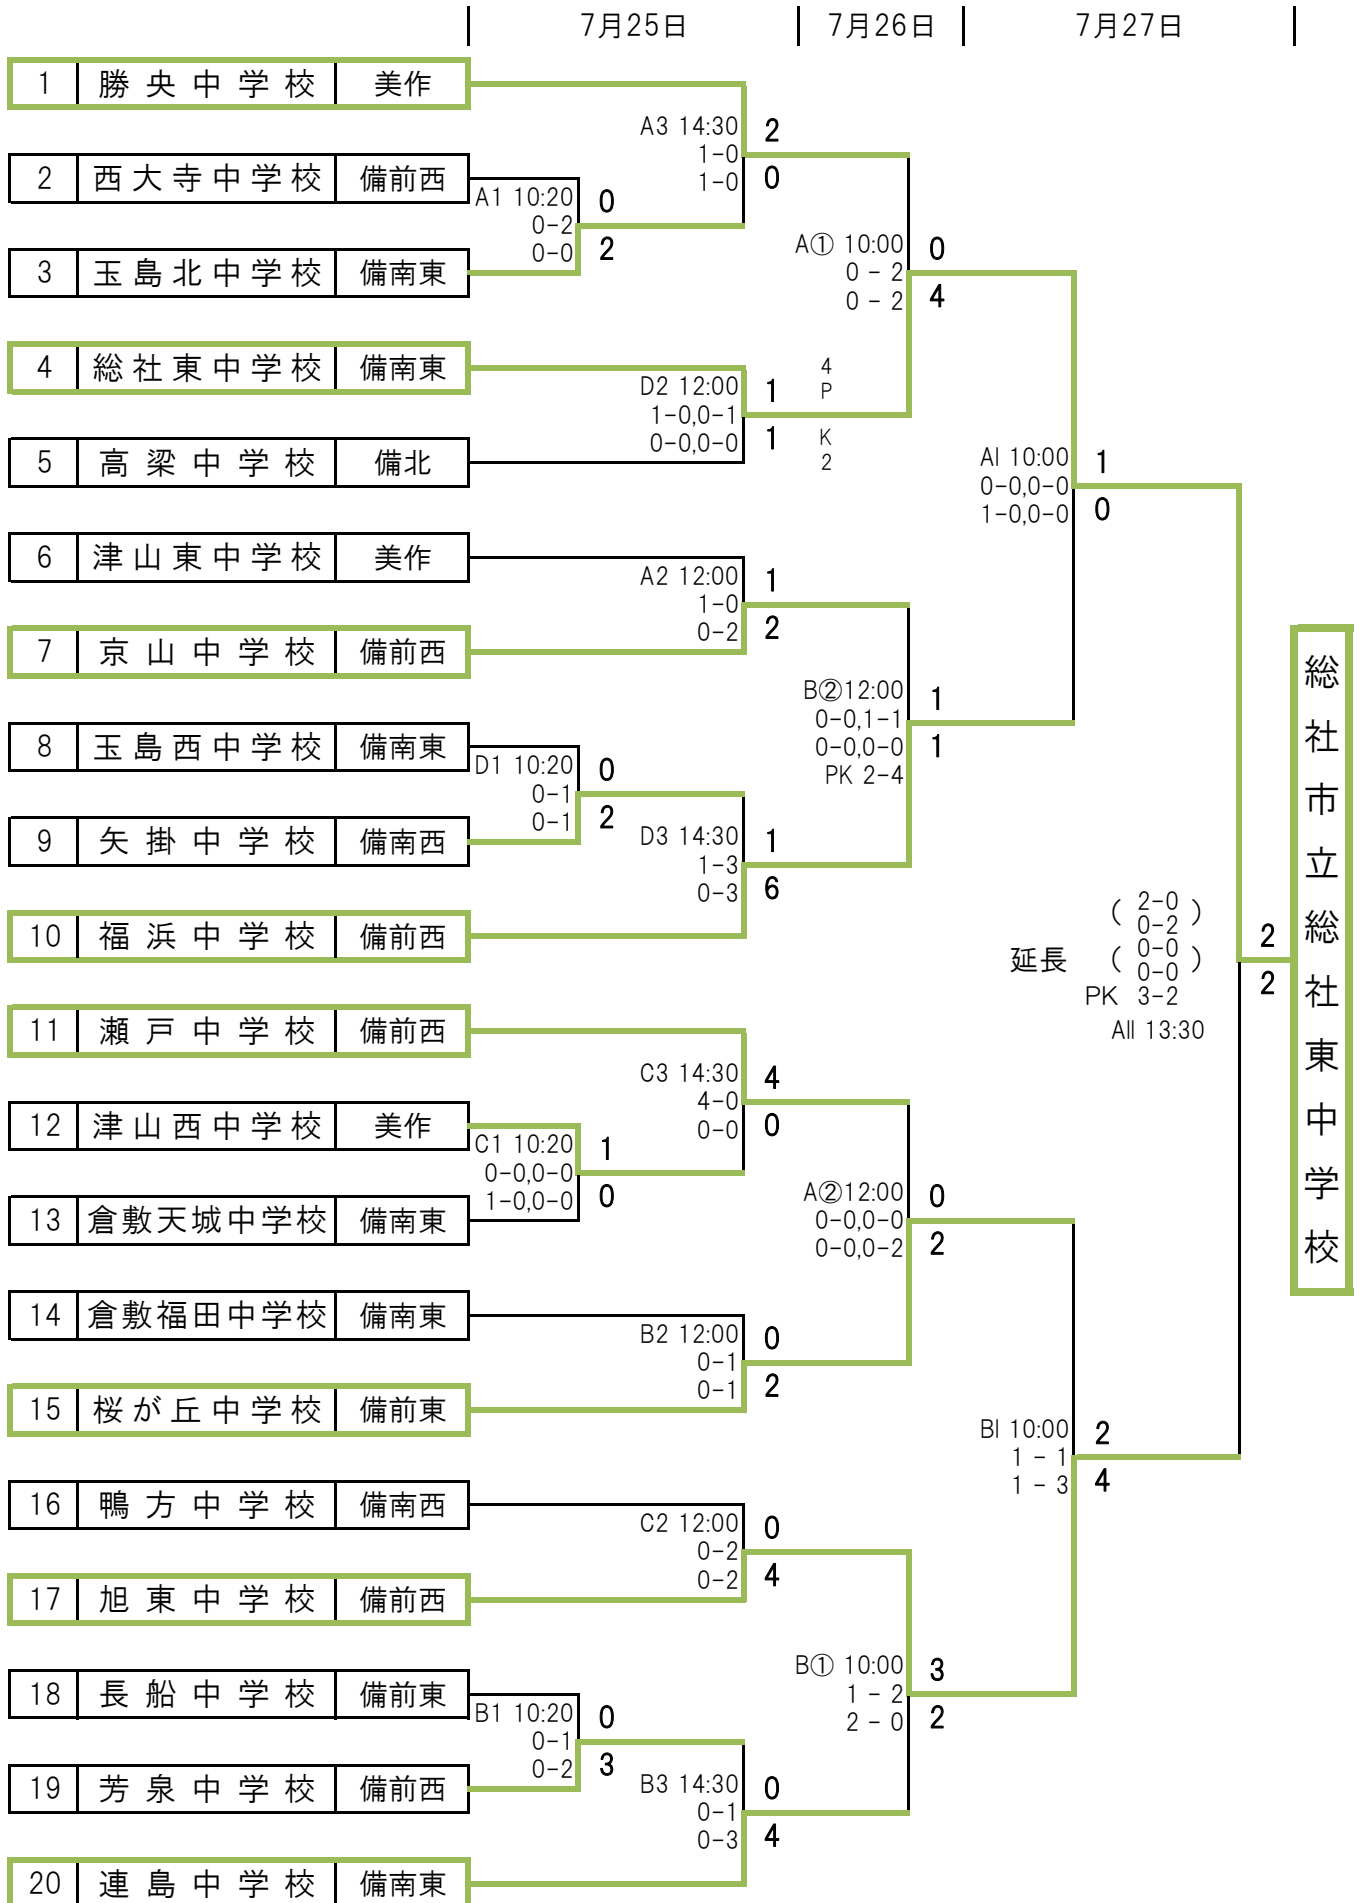 7月25日 7月26日 7月27日
1 勝央中学校 美作
A3 14:30 2
1-0
1-0 0
2 西大寺中学校 備前西
A1 10:20 0
0-2
0-0 2
3 玉島北中学校 備南東
A① 10:00 0
0 - 2
0 - 2 4
4 総社東中学校 備南東
D2 12:00 1
1-0,0-1
0-0,0-0 1
4
P
K
2
5 高梁中学校 備北
AⅠ 10:00 1
0-0,0-0
1-0,0-0 0
6 津山東中学校 美作
A2 12:00 1
1-0
0-2 2
7 京山中学校 備前西
B②12:00 1
0-0,1-1
0-0,0-0 1
PK 2-4
8 玉島西中学校 備南東
D1 10:20 0
0-1
0-1 2
9 矢掛中学校 備南西
D3 14:30 1
1-3
0-3 6
10 福浜中学校 備前西
( 2-0 )
0-2
延長 ( 0-0 )
0-0
PK 3-2
AⅡ 13:30
2
2
総社市立総社東中学校
11 瀬戸中学校 備前西
C3 14:30 4
4-0
0-0 0
12 津山西中学校 美作
C1 10:20 1
0-0,0-0
1-0,0-0 0
13 倉敷天城中学校 備南東
A②12:00 0
0-0,0-0
0-0,0-2 2
14 倉敷福田中学校 備南東
B2 12:00 0
0-1
0-1 2
15 桜が丘中学校 備前東
BⅠ 10:00 2
1 - 1
1 - 3 4
16 鴨方中学校 備南西
C2 12:00 0
0-2
0-2 4
17 旭東中学校 備前西
B① 10:00 3
1 - 2
2 - 0 2
18 長船中学校 備前東
B1 10:20 0
0-1
0-2 3
19 芳泉中学校 備前西
B3 14:30 0
0-1
0-3 4
20 連島中学校 備南東